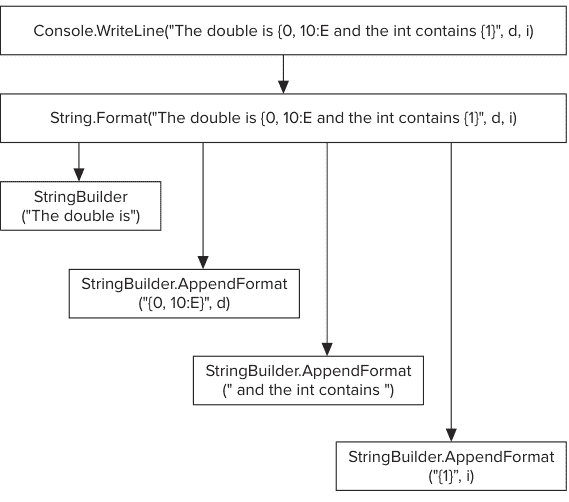 Console.WriteLine("The double is {0, 10:E and the int contains {1}", d, i)
String.Format("The double is {0, 10:E and the int contains {1}", d, i)
StringBuilder
("The double is")
StringBuilder.AppendFormat
("{0, 10:E}", d)
StringBuilder.AppendFormat
(" and the int contains ")
StringBuilder.AppendFormat
("{1}", i)